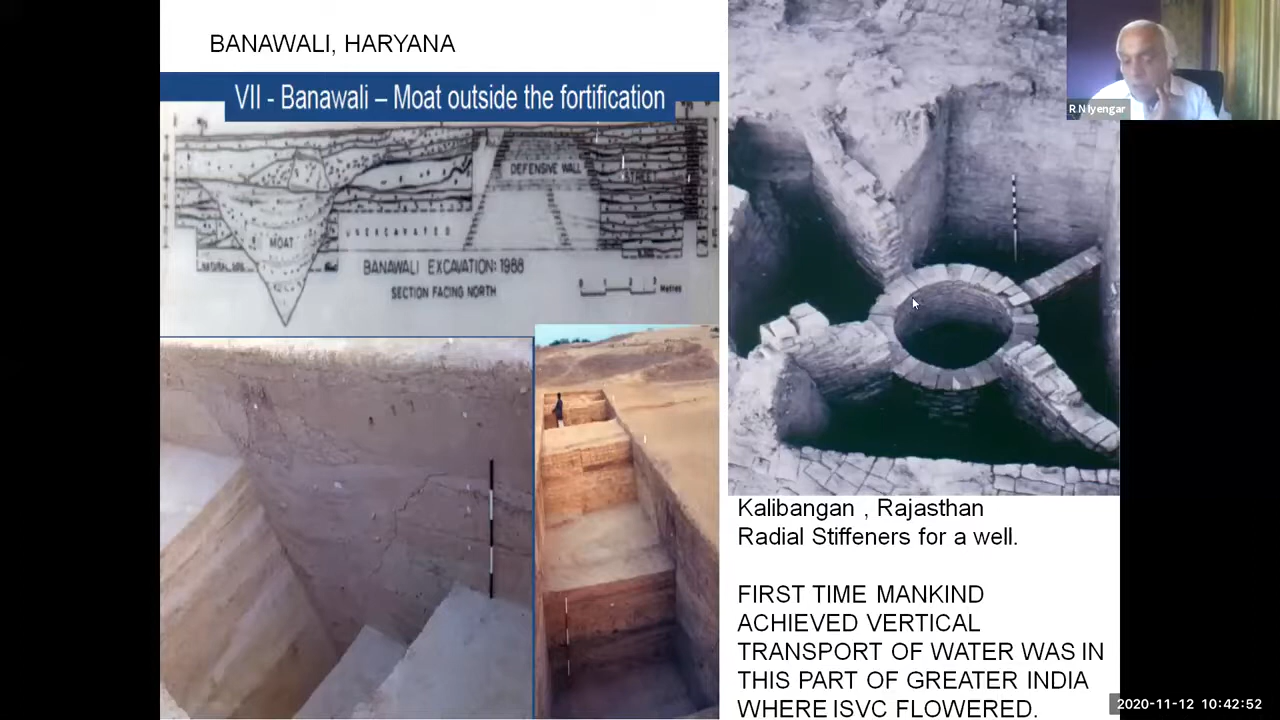 BANAWALI, HARYANA
VII - Banawali – Moat outside the fortification
DEFENSIVE WALL
MOAT
UNEXCAVATED
BANAWALI EXCAVATION: 1988
SECTION FACING NORTH
Metres
R N Iyengar
Kalibangan , Rajasthan
Radial Stiffeners for a well.
FIRST TIME MANKIND
ACHIEVED VERTICAL
TRANSPORT OF WATER WAS IN
THIS PART OF GREATER INDIA
WHERE ISVC FLOWERED.
2020-11-12 10:42:52